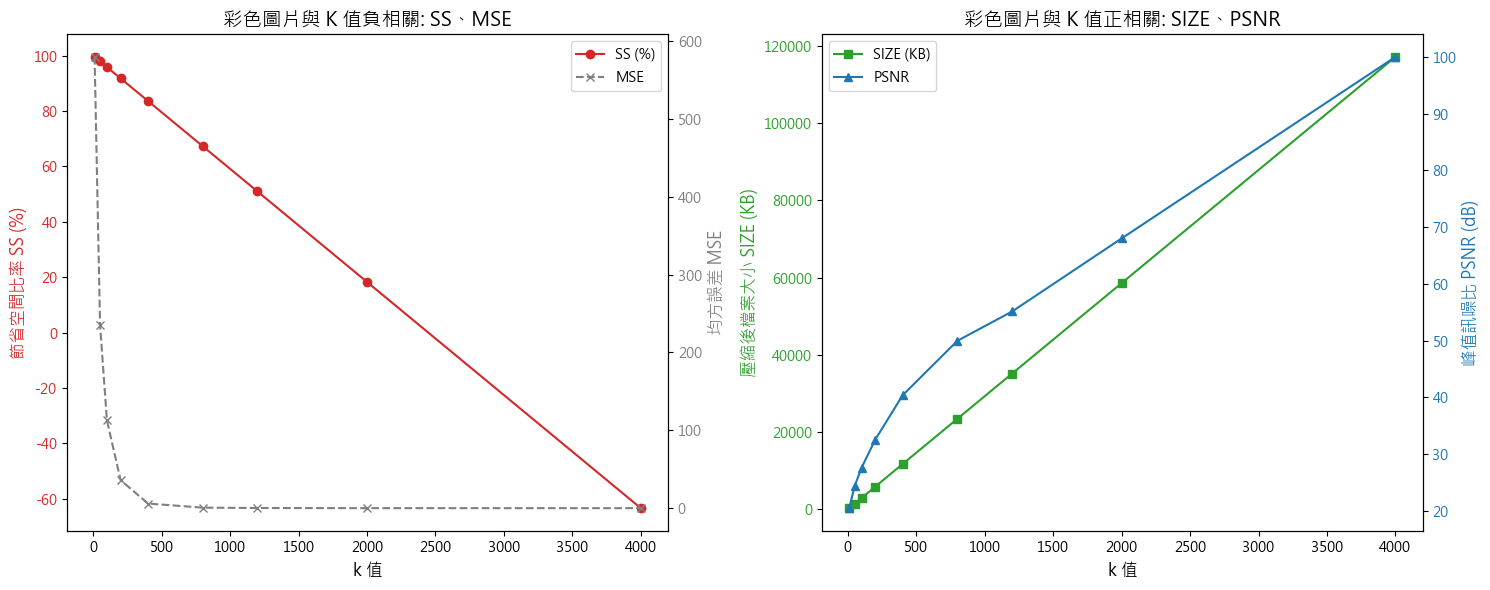 彩色圖片與 K 值負相關: SS、MSE
100
80
60
40
20
0
-20
-40
-60
節省空間比率 SS (%)
SS (%)
MSE
600
500
400
300
200
100
0
均方誤差 MSE
0 500 1000 1500 2000 2500 3000 3500 4000
k 值
彩色圖片與 K 值正相關: SIZE、PSNR
120000
100000
80000
60000
40000
20000
0
壓縮後檔案大小 SIZE (KB)
SIZE (KB)
PSNR
100
90
80
70
60
50
40
30
20
峰值訊噪比 PSNR (dB)
0 500 1000 1500 2000 2500 3000 3500 4000
k 值